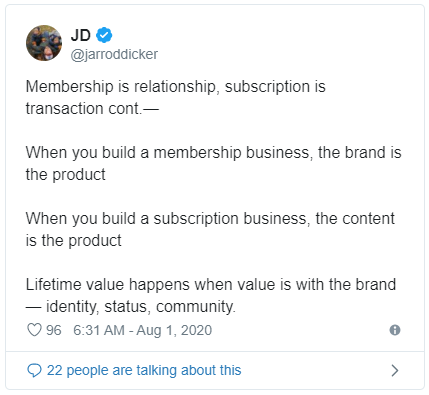 JD
@jarroddicker
Membership is relationship, subscription is
transaction cont.—
When you build a membership business, the brand is
the product
When you build a subscription business, the content
is the product
Lifetime value happens when value is with the brand
— identity, status, community.
96 6:31 AM - Aug 1, 2020
22 people are talking about this